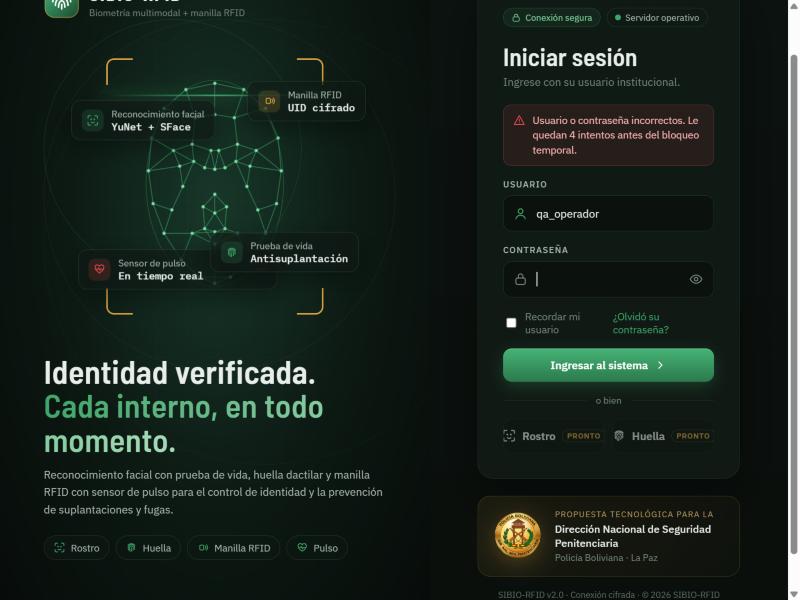 Biometría multimodal + manilla RFID
Reconocimiento facial
YuNet + SFace
Manilla RFID
UID cifrado
Sensor de pulso
En tiempo real
Prueba de vida
Antisuplantación
Identidad verificada.
Cada interno, en todo
momento.
Reconocimiento facial con prueba de vida, huella dactilar y manilla
RFID con sensor de pulso para el control de identidad y la prevención
de suplantaciones y fugas.
Rostro
Huella
Manilla RFID
Pulso
Conexión segura
Servidor operativo
Iniciar sesión
Ingrese con su usuario institucional.
Usuario o contraseña incorrectos. Le
quedan 4 intentos antes del bloqueo
temporal.
USUARIO
qa_operador
CONTRASEÑA
Recordar mi
usuario
¿Olvidó su
contraseña?
Ingresar al sistema
o bien
Rostro PRONTO
Huella PRONTO
PROPUESTA TECNOLÓGICA PARA LA
Dirección Nacional de Seguridad
Penitenciaria
Policía Boliviana · La Paz
SIBIO-RFID v2.0 · Conexión cifrada · © 2026 SIBIO-RFID